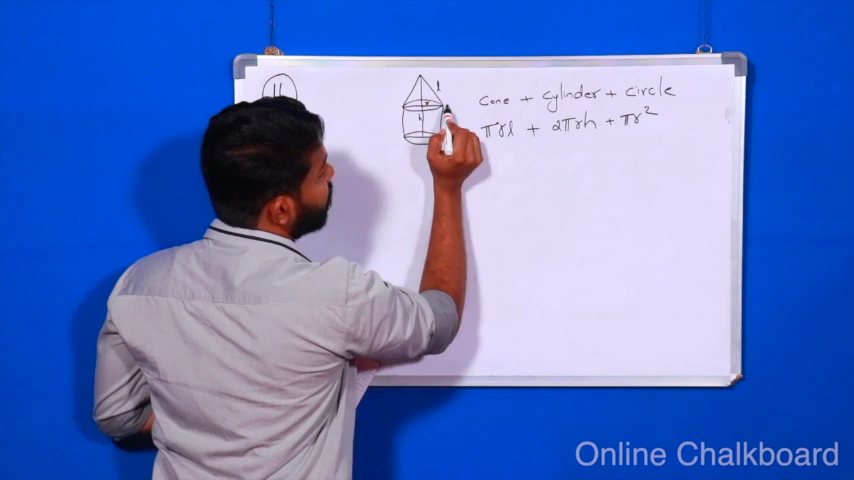 11
l
cone + cylinder + circle
r
h
πrl + 2πrh + πr²
Online Chalkboard